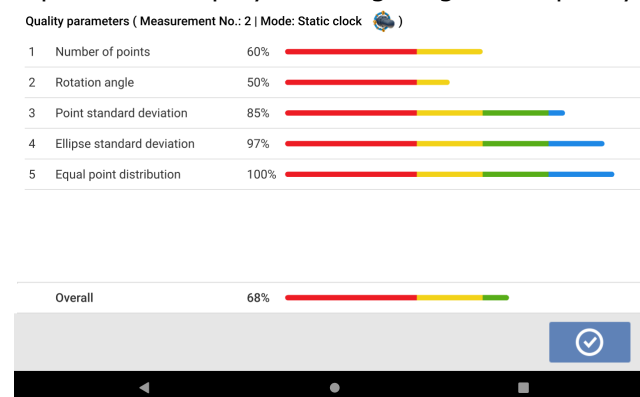 Quality parameters ( Measurement No.: 2 | Mode: Static clock )
1 Number of points 60%
2 Rotation angle 50%
3 Point standard deviation 85%
4 Ellipse standard deviation 97%
5 Equal point distribution 100%
Overall 68%